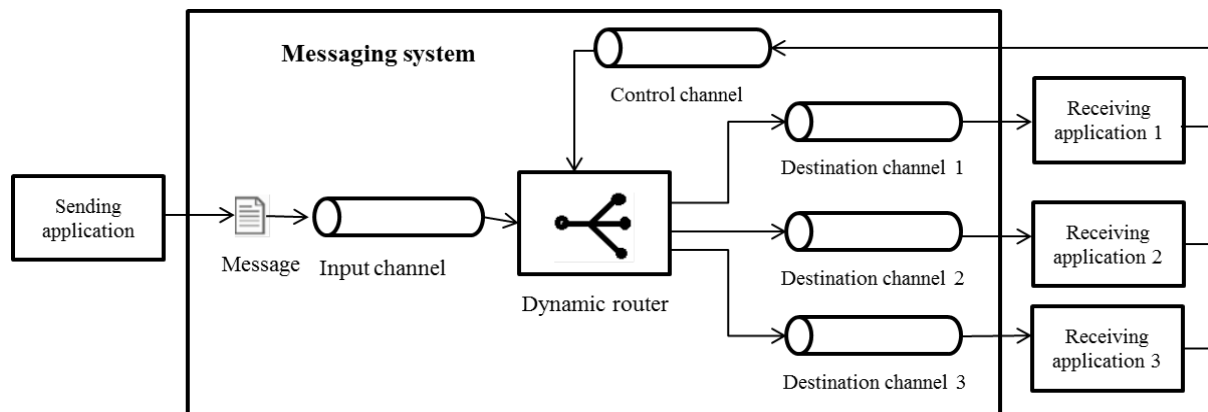 Messaging system
Control channel
Receiving
application 1
Destination channel 1
Sending
application
Message
Input channel
Dynamic router
Receiving
application 2
Destination channel 2
Receiving
application 3
Destination channel 3